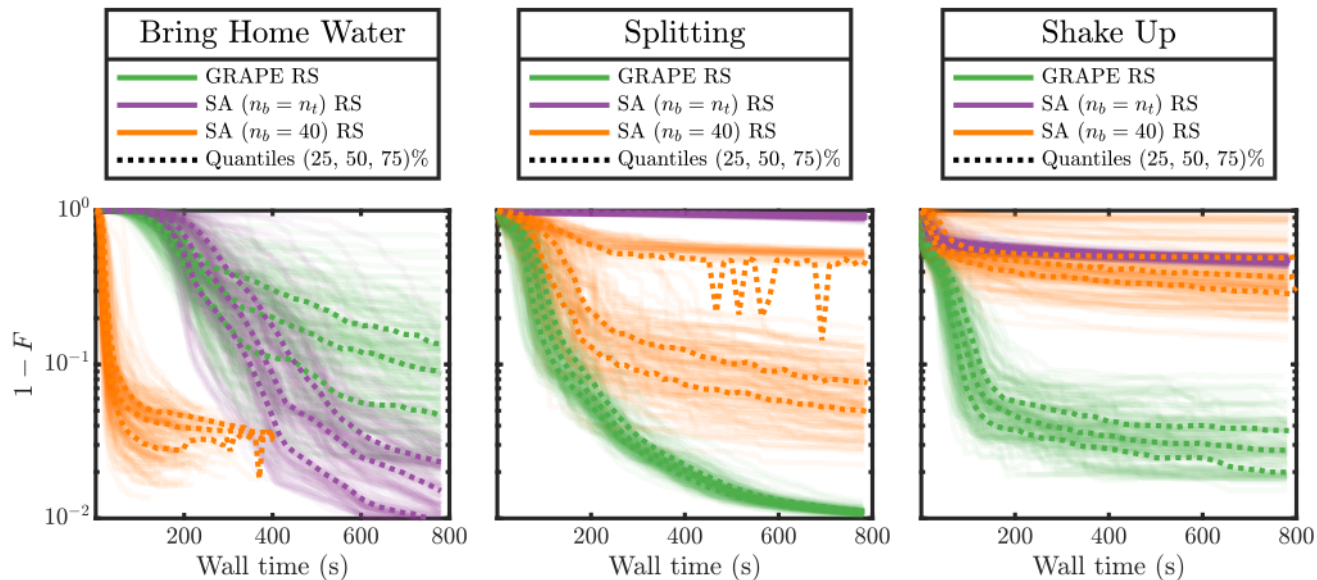 Bring Home Water
GRAPE RS
SA (n_b = n_t) RS
SA (n_b = 40) RS
Quantiles (25, 50, 75)%
Splitting
GRAPE RS
SA (n_b = n_t) RS
SA (n_b = 40) RS
Quantiles (25, 50, 75)%
Shake Up
GRAPE RS
SA (n_b = n_t) RS
SA (n_b = 40) RS
Quantiles (25, 50, 75)%
1 − F
10^0
10^{-1}
10^{-2}
200 400 600 800
Wall time (s)
200 400 600 800
Wall time (s)
200 400 600 800
Wall time (s)